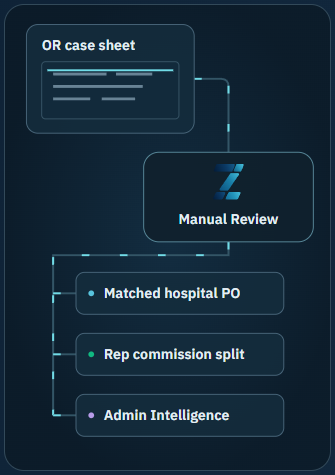 OR case sheet
Manual Review
Matched hospital PO
Rep commission split
Admin Intelligence